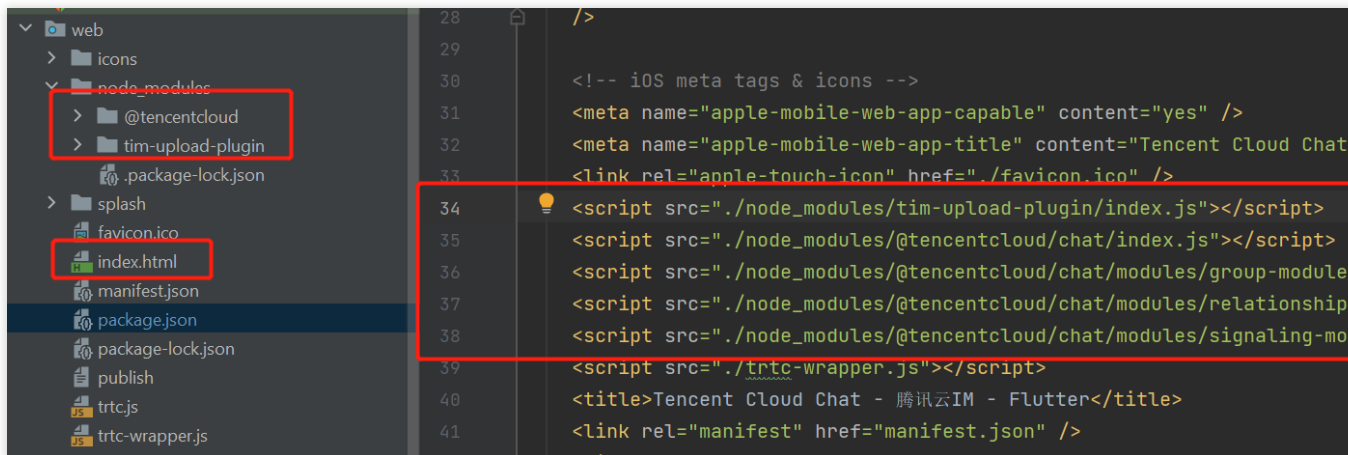 web
icons
node_modules
@tencentcloud
tim-upload-plugin
.package-lock.json
splash
favicon.ico
index.html
manifest.json
package.json
package-lock.json
publish
trtc.js
trtc-wrapper.js
28 />
29
30 <!-- iOS meta tags & icons -->
31 <meta name="apple-mobile-web-app-capable" content="yes" />
32 <meta name="apple-mobile-web-app-title" content="Tencent Cloud Chat
33 <link rel="apple-touch-icon" href="./favicon.ico" />
34 <script src="./node_modules/tim-upload-plugin/index.js"></script>
35 <script src="./node_modules/@tencentcloud/chat/index.js"></script>
36 <script src="./node_modules/@tencentcloud/chat/modules/group-module
37 <script src="./node_modules/@tencentcloud/chat/modules/relationship
38 <script src="./node_modules/@tencentcloud/chat/modules/signaling-mo
39 <script src="./trtc-wrapper.js"></script>
40 <title>Tencent Cloud Chat - 腾讯云IM - Flutter</title>
41 <link rel="manifest" href="manifest.json" />